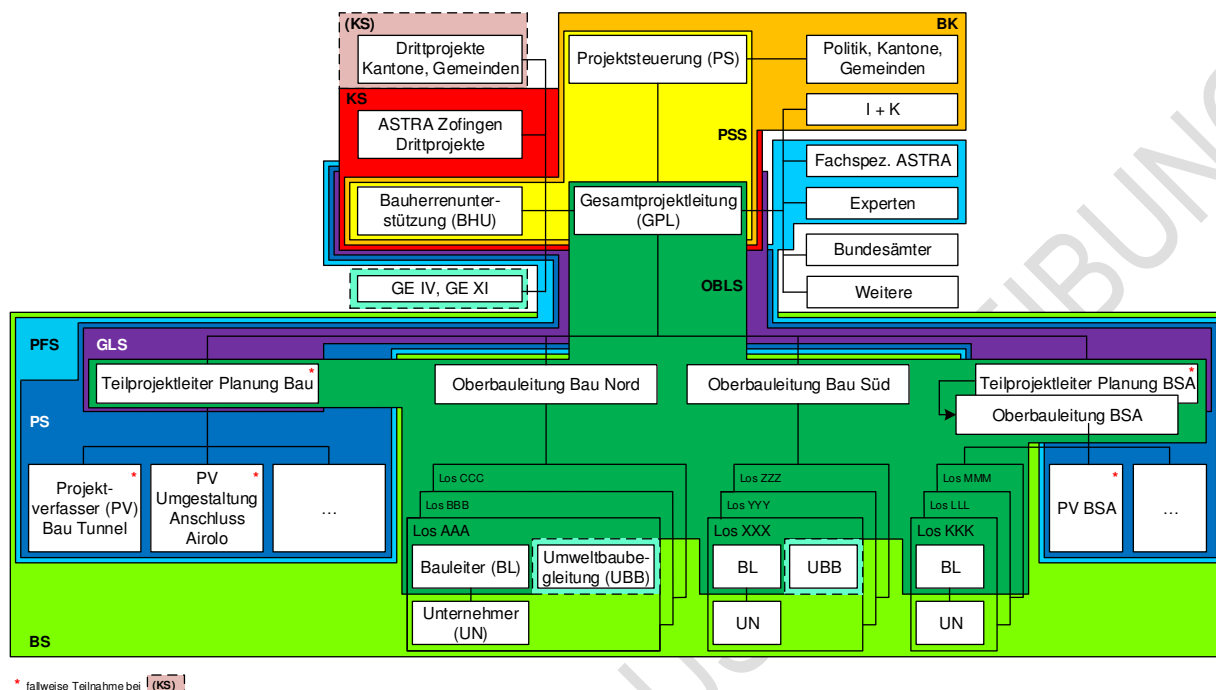 (KS)
BK
Drittprojekte
Kantone, Gemeinden
Projektsteuerung (PS)
Politik, Kantone,
Gemeinden
KS
I + K
ASTRA Zofingen
Drittprojekte
PSS
Fachspez. ASTRA
Bauherrenunter-
stützung (BHU)
Gesamtprojektleitung
(GPL)
Experten
Bundesämter
GE IV, GE XI
OBLS
Weitere
PFS
GLS
Teilprojektleiter Planung Bau *
Oberbauleitung Bau Nord
Oberbauleitung Bau Süd
Teilprojektleiter Planung BSA *
Oberbauleitung BSA
PS
Projekt-
verfasser (PV)
Bau Tunnel
*
PV
Umgestaltung
Anschluss
Airolo
*
...
Los CCC
Los BBB
Los AAA
Bauleiter (BL)
Umweltbaube-
gleitung (UBB)
Unternehmer
(UN)
Los ZZZ
Los YYY
Los XXX
BL
UBB
UN
Los MMM
Los LLL
Los KKK
BL
UN
PV BSA
*
...
BS
* fallweise Teilnahme bei (KS)